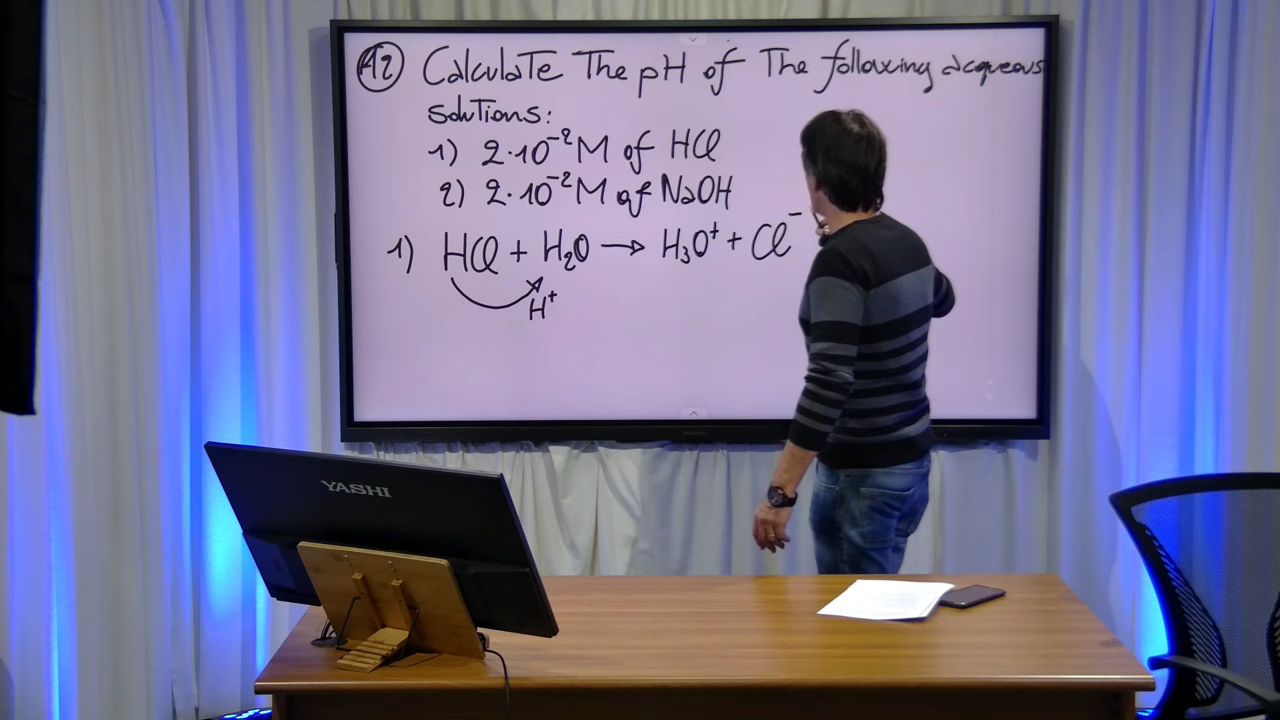 A2 Calculate The pH of The following acqueous
solutions:
1) 2·10⁻²M of HCl
2) 2·10⁻²M of NaOH
1) HCl + H₂O → H₃O⁺ + Cl⁻
H⁺
YASHI